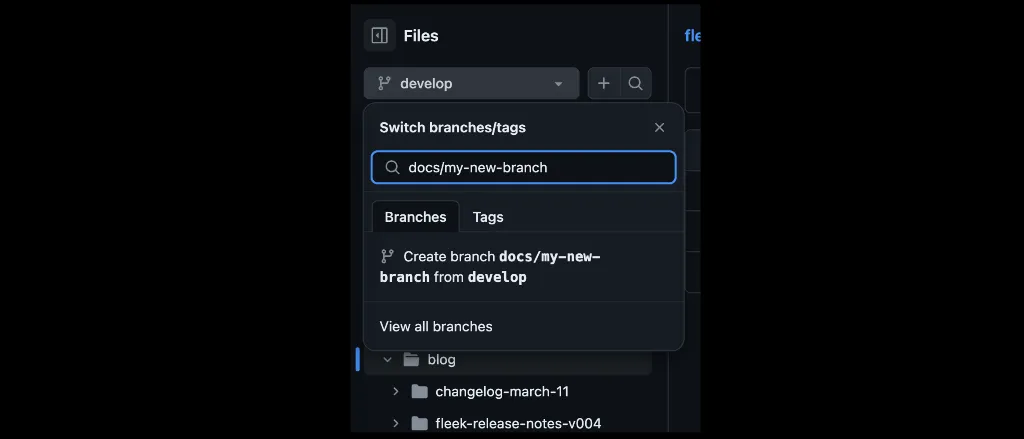 Files
fle
develop
Switch branches/tags
docs/my-new-branch
Branches Tags
Create branch docs/my-new-
branch from develop
View all branches
blog
changelog-march-11
fleek-release-notes-v004